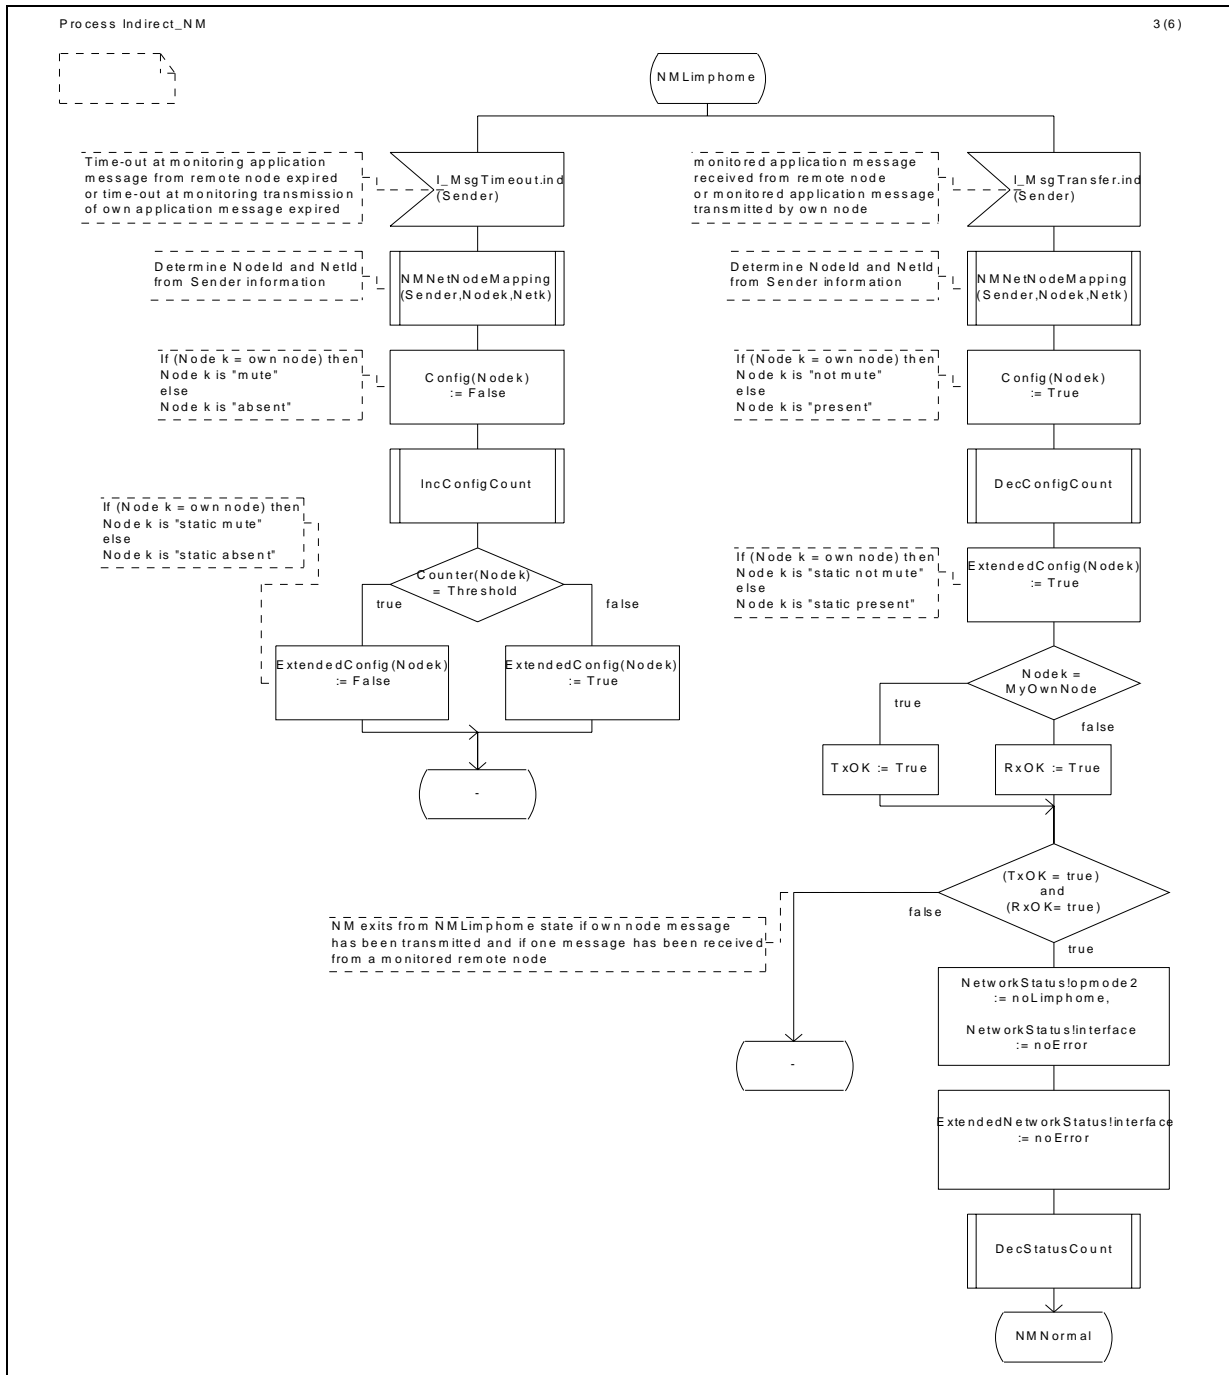 Process Indirect_NM
3(6)
NMLimphome
Time-out at monitoring application
message from remote node expired
or time-out at monitoring transmission
of own application message expired
I_MsgTimeout.ind
(Sender)
Determine NodeId and NetId
from Sender information
NMNetNodeMapping
(Sender,Nodek,Netk)
If (Node k = own node) then
Node k is "mute"
else
Node k is "absent"
Config(Nodek)
:= False
IncConfigCount
If (Node k = own node) then
Node k is "static mute"
else
Node k is "static absent"
Counter(Nodek)
= Threshold
true
false
ExtendedConfig(Nodek)
:= False
ExtendedConfig(Nodek)
:= True
-
monitored application message
received from remote node
or monitored application message
transmitted by own node
I_MsgTransfer.ind
(Sender)
Determine NodeId and NetId
from Sender information
NMNetNodeMapping
(Sender,Nodek,Netk)
If (Node k = own node) then
Node k is "not mute"
else
Node k is "present"
Config(Nodek)
:= True
DecConfigCount
If (Node k = own node) then
Node k is "static not mute"
else
Node k is "static present"
ExtendedConfig(Nodek)
:= True
Nodek =
MyOwnNode
true
false
TxOK := True
RxOK := True
(TxOK = true)
and
(RxOK= true)
false
true
NM exits from NMLimphome state if own node message
has been transmitted and if one message has been received
from a monitored remote node
-
NetworkStatus!opmode2
:= noLimphome,
NetworkStatus!interface
:= noError
ExtendedNetworkStatus!interface
:= noError
DecStatusCount
NMNormal